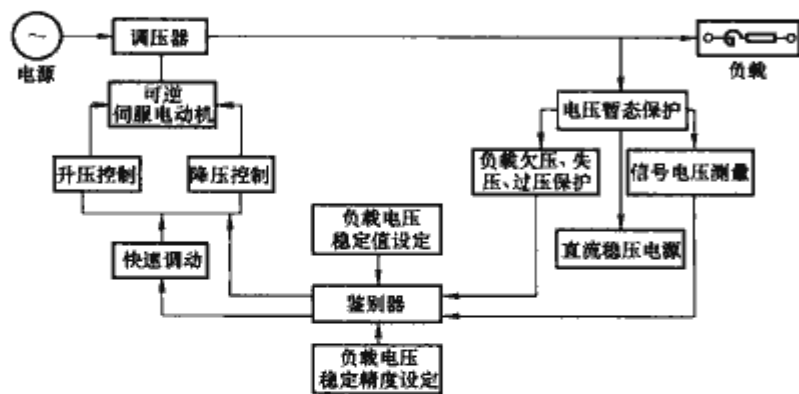 ~
调压器
电源
负载
可逆
伺服电动机
电压暂态保护
升压控制
降压控制
负载欠压、失
压、过压保护
信号电压测量
负载电压
稳定值设定
快速调动
直流稳压电源
鉴别器
负载电压
稳定精度设定